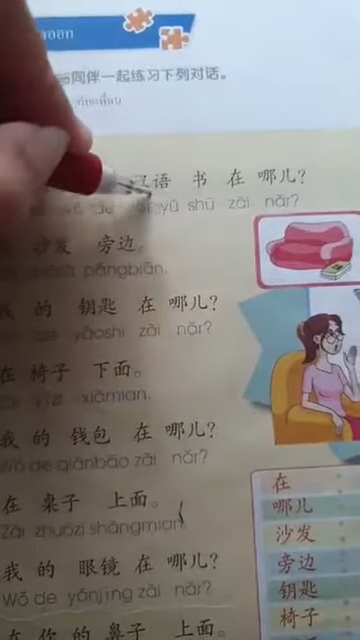 同伴一起练习下列对话。
汉语 书 在 哪儿?
shū zài nǎr?
沙发 旁边。
pángbiān.
我 的 钥匙 在 哪儿?
yàoshi zài nǎr?
在 椅子 下面。
yǐzi xiàmian.
我 的 钱包 在 哪儿?
Wǒ de qiánbāo zài nǎr?
在 桌子 上面。
Zài zhuōzi shàngmian.
我 的 眼镜 在 哪儿?
Wǒ de yǎnjìng zài nǎr?
在 你 的 鼻子 上面。
在
哪儿
沙发
旁边
钥匙
椅子